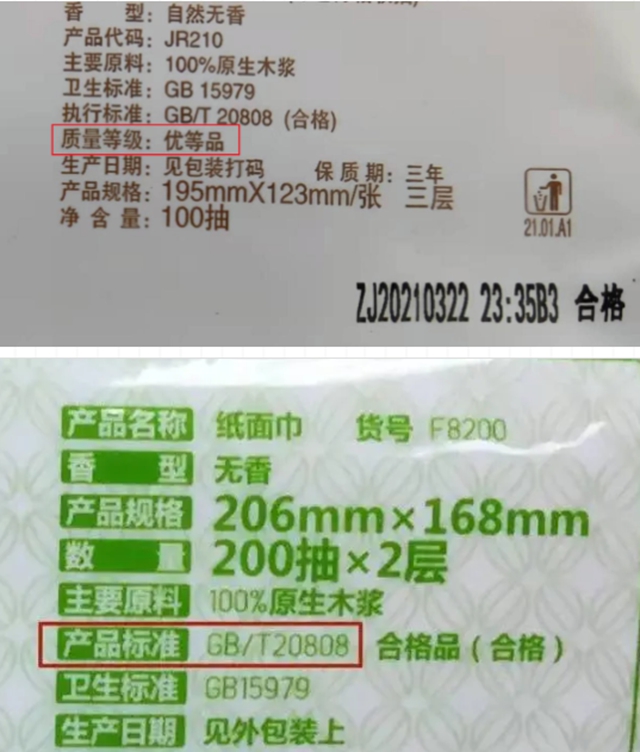 香 型：自然无香
产品代码：JR210
主要原料：100%原生木浆
卫生标准：GB 15979
执行标准：GB/T 20808 (合格)
质量等级：优等品
生产日期：见包装打码 保质期：三年
产品规格：195mmX123mm/张 三层
净含量：100抽
21.01.A1
ZJ20210322 23:35B3 合格
产品名称 纸面巾 货号 F8200
香型 无香
产品规格 206mm×168mm
数量 200抽×2层
主要原料 100%原生木浆
产品标准 GB/T20808 合格品（合格）
卫生标准 GB15979
生产日期 见外包装上